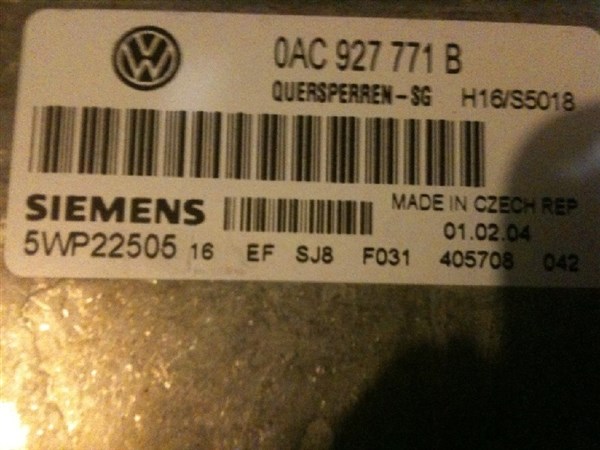 VW
0AC 927 771 B
QUERSPERREN-SG H16/S5018
SIEMENS
MADE IN CZECH REP
5WP22505 01.02.04
16 EF SJ8 F031 405708 042